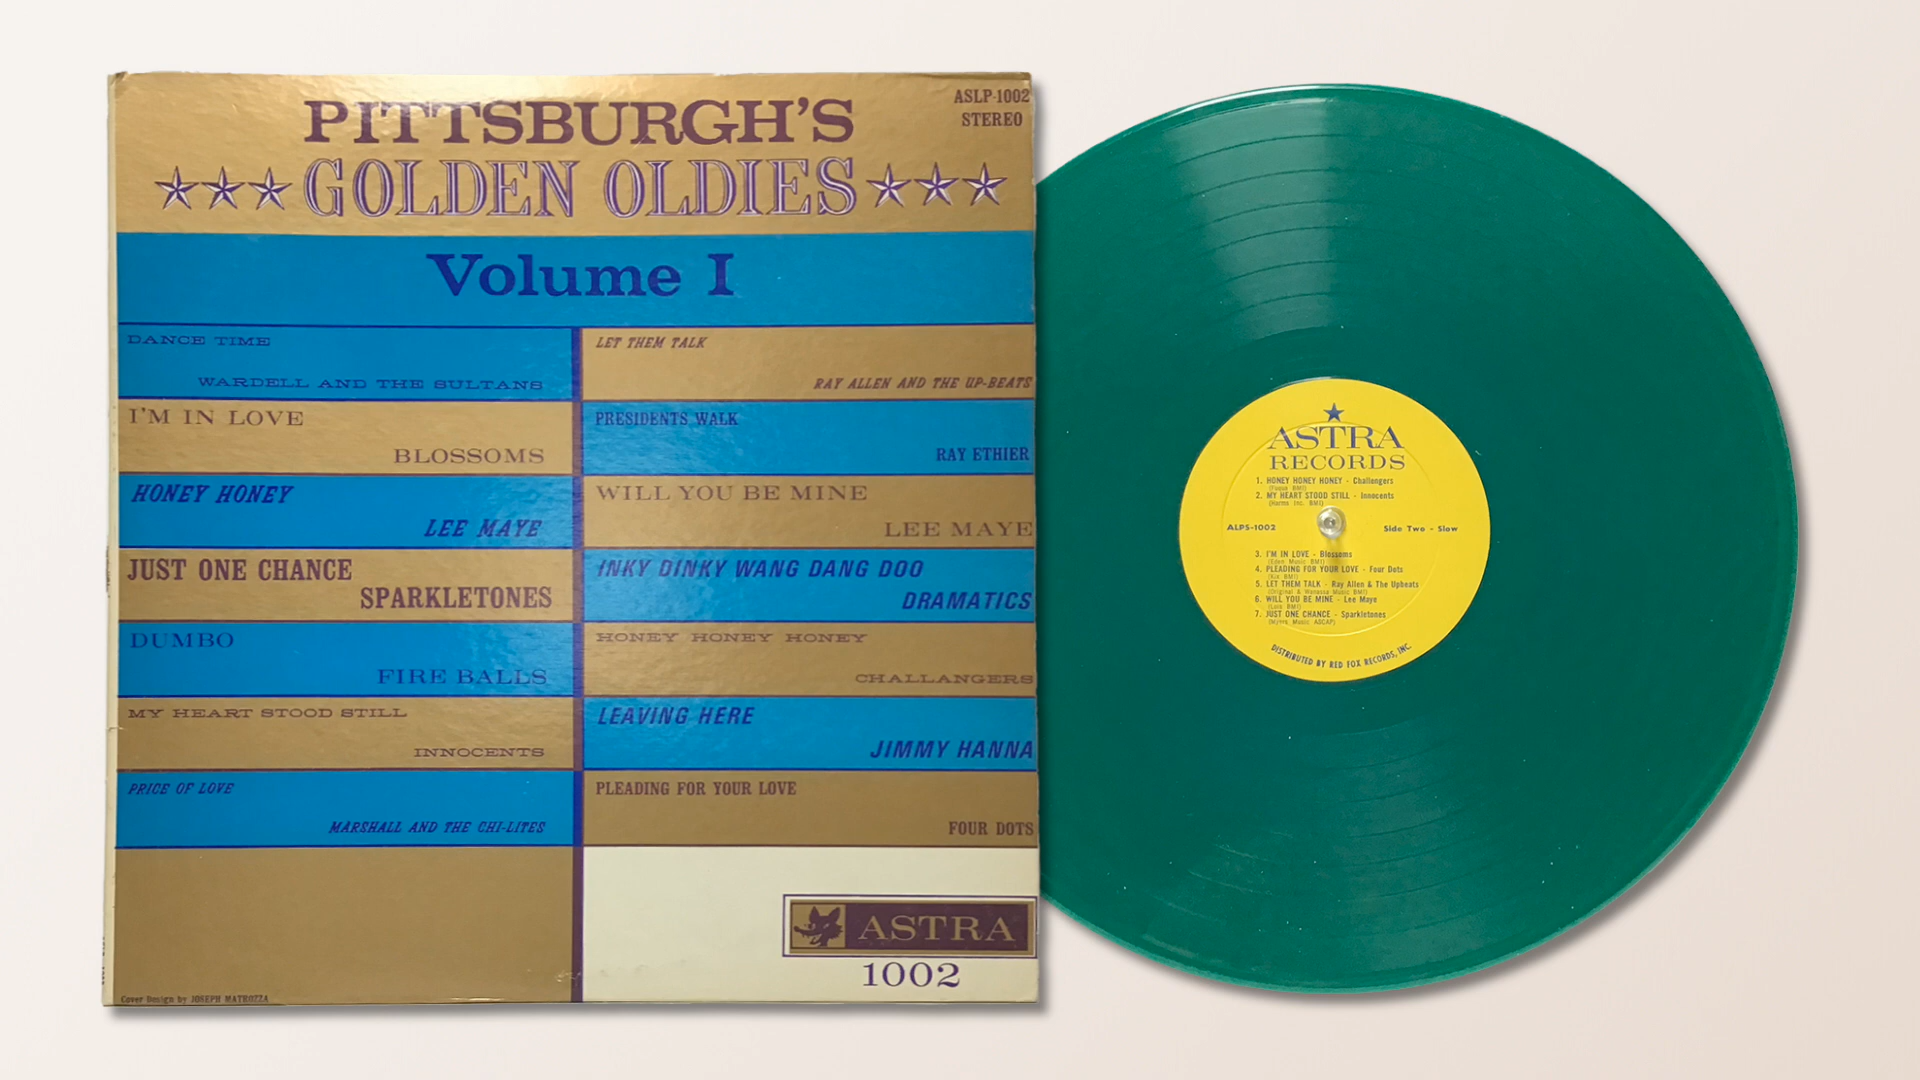 PITTSBURGH'S
GOLDEN OLDIES
ASLP-1002
STEREO
Volume I
DANCE TIME
WARDELL AND THE SULTANS
I'M IN LOVE
BLOSSOMS
HONEY HONEY
LEE MAYE
JUST ONE CHANCE
SPARKLETONES
DUMBO
FIRE BALLS
MY HEART STOOD STILL
INNOCENTS
PRICE OF LOVE
MARSHALL AND THE CHI-LITES
LET THEM TALK
RAY ALLEN AND THE UP-BEATS
PRESIDENTS WALK
RAY ETHIER
WILL YOU BE MINE
LEE MAYE
INKY DINKY WANG DANG DOO
DRAMATICS
HONEY HONEY HONEY
CHALLANGERS
LEAVING HERE
JIMMY HANNA
PLEADING FOR YOUR LOVE
FOUR DOTS
ASTRA
1002
Cover Design by JOSEPH MATROZZA
ASTRA
RECORDS
1. HONEY HONEY HONEY - Challengers
2. MY HEART STOOD STILL - Innocents
(Harms Inc. BMI)
ALPS-1002
Side Two - Slow
3. I'M IN LOVE - Blossoms
(Eden Music BMI)
4. PLEADING FOR YOUR LOVE - Four Dots
5. LET THEM TALK - Ray Allen & The Upbeats
6. WILL YOU BE MINE - Lee Maye
7. JUST ONE CHANCE - Sparkletones
DISTRIBUTED BY RED FOX RECORDS, INC.